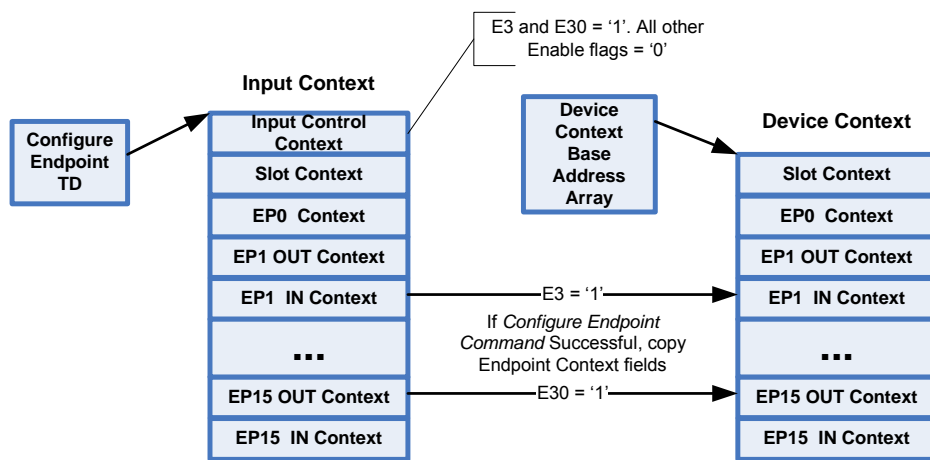 E3 and E30 = ‘1’. All other
Enable flags = ‘0’
Input Context
Configure
Endpoint
TD
Input Control
Context
Slot Context
EP0 Context
EP1 OUT Context
EP1 IN Context
...
EP15 OUT Context
EP15 IN Context
Device
Context
Base
Address
Array
E3 = ‘1’
If Configure Endpoint
Command Successful, copy
Endpoint Context fields
E30 = ‘1’
Device Context
Slot Context
EP0 Context
EP1 OUT Context
EP1 IN Context
...
EP15 OUT Context
EP15 IN Context